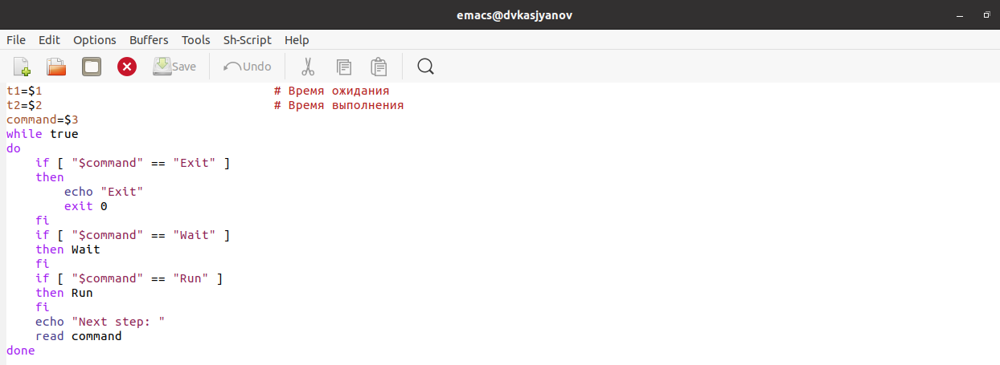 emacs@dvkasjyanov
File Edit Options Buffers Tools Sh-Script Help
Save Undo
t1=$1 # Время ожидания
t2=$2 # Время выполнения
command=$3
while true
do
    if [ "$command" == "Exit" ]
    then
        echo "Exit"
        exit 0
    fi
    if [ "$command" == "Wait" ]
    then Wait
    fi
    if [ "$command" == "Run" ]
    then Run
    fi
    echo "Next step: "
    read command
done